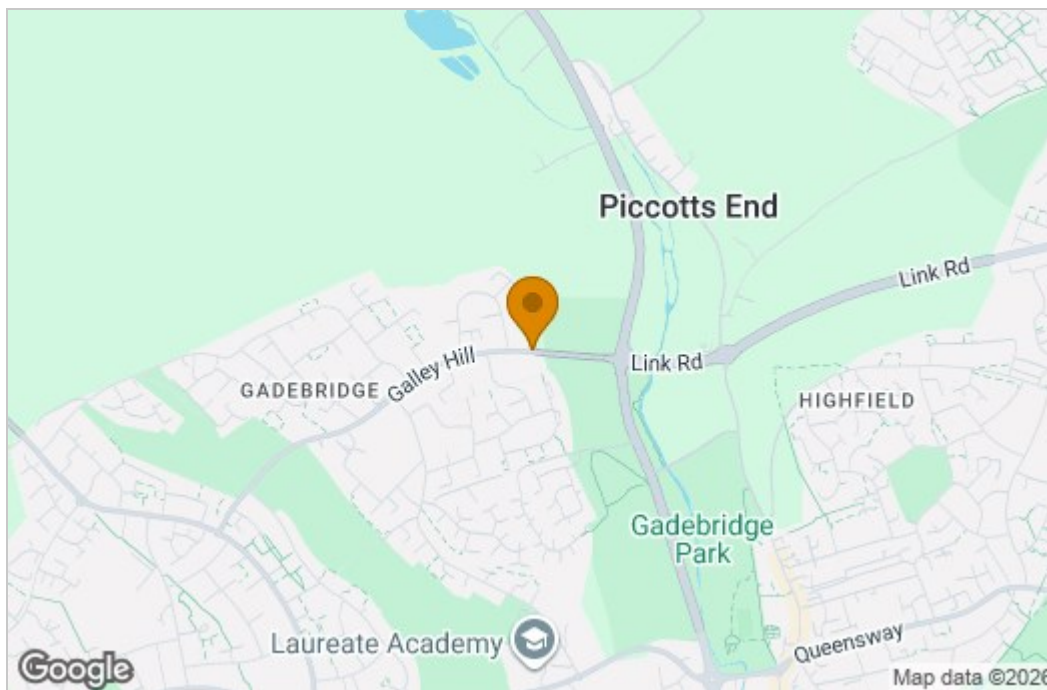 Piccotts End
Link Rd
Link Rd
Galley Hill
GADEBRIDGE
HIGHFIELD
Gadebridge
Park
Laureate Academy
Queensway
Google
Map data ©2026